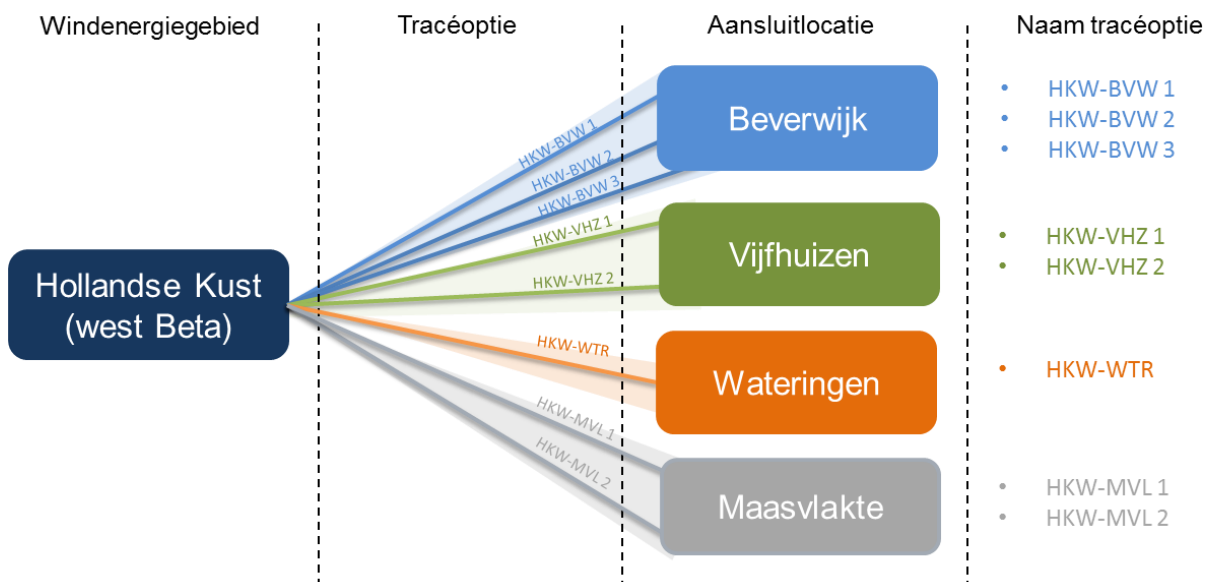 Windenergiegebied
Tracéoptie
Aansluitlocatie
Naam tracéoptie
Hollandse Kust
(west Beta)
HKW-BVW 1
HKW-BVW 2
HKW-BVW 3
HKW-VHZ 1
HKW-VHZ 2
HKW-WTR
HKW-MVL 1
HKW-MVL 2
Beverwijk
Vijfhuizen
Wateringen
Maasvlakte
• HKW-BVW 1
• HKW-BVW 2
• HKW-BVW 3
• HKW-VHZ 1
• HKW-VHZ 2
• HKW-WTR
• HKW-MVL 1
• HKW-MVL 2